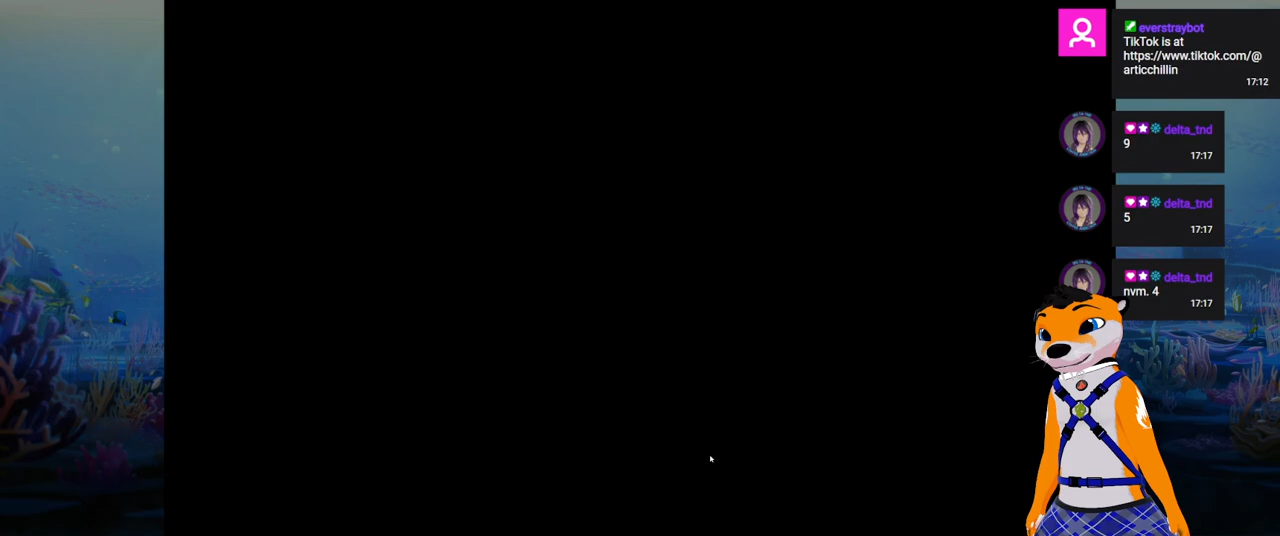 everstraybot
TikTok is at
https://www.tiktok.com/@
articchillin
17:12
delta_tnd
9
17:17
delta_tnd
5
17:17
delta_tnd
nvm. 4
17:17